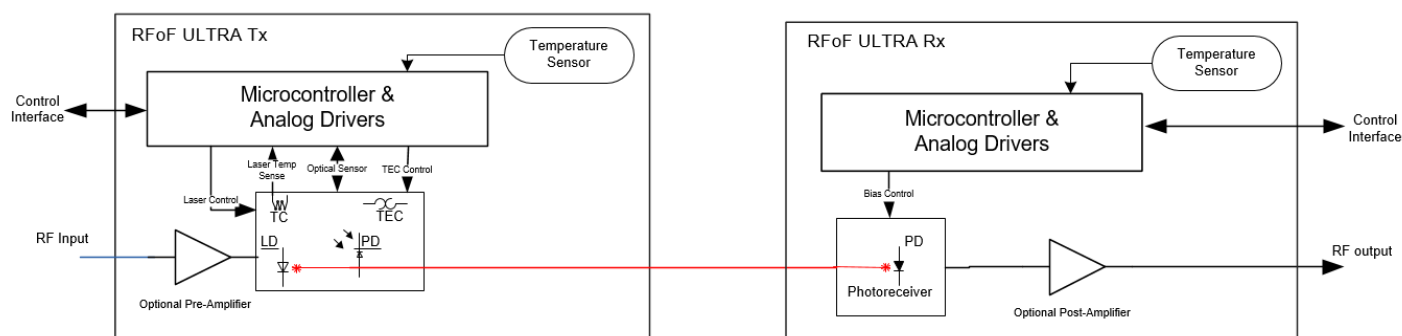 RFoF ULTRA Tx
Temperature
Sensor
Microcontroller &
Analog Drivers
Control
Interface
Laser Temp
Sense
Optical Sensor
TEC Control
Laser Control
TC
TEC
RF Input
LD
PD
Optional Pre-Amplifier
RFoF ULTRA Rx
Temperature
Sensor
Microcontroller &
Analog Drivers
Control
Interface
Bias Control
PD
Photoreceiver
RF output
Optional Post-Amplifier